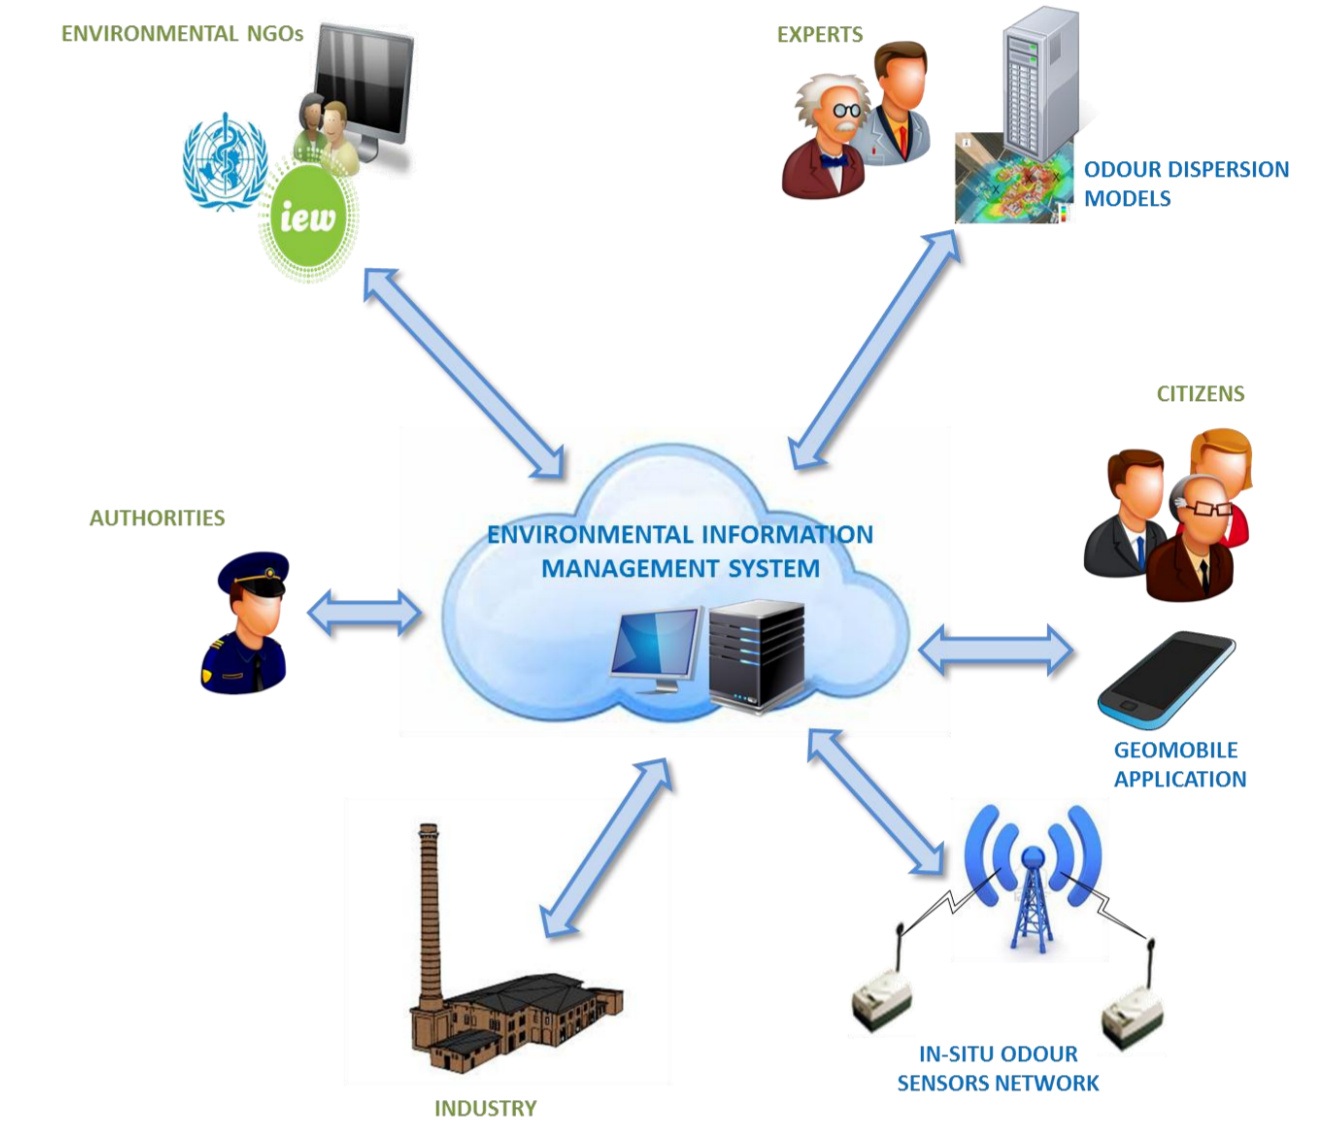 ENVIRONMENTAL NGOs
iew
EXPERTS
ODOUR DISPERSION
MODELS
CITIZENS
AUTHORITIES
ENVIRONMENTAL INFORMATION
MANAGEMENT SYSTEM
GEOMOBILE
APPLICATION
IN-SITU ODOUR
SENSORS NETWORK
INDUSTRY